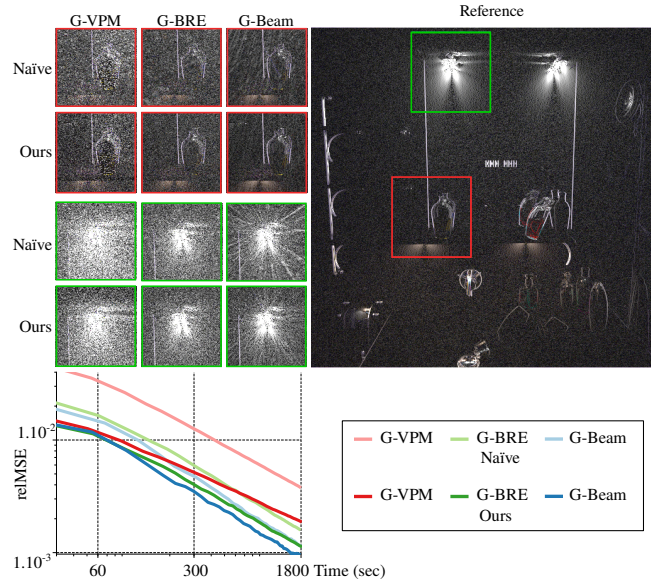 G-VPM G-BRE G-Beam Reference
Naïve
Ours
Naïve
Ours
relMSE
1.10-2
1.10-3
60 300 1800 Time (sec)
G-VPM G-BRE G-Beam
Naïve
G-VPM G-BRE G-Beam
Ours